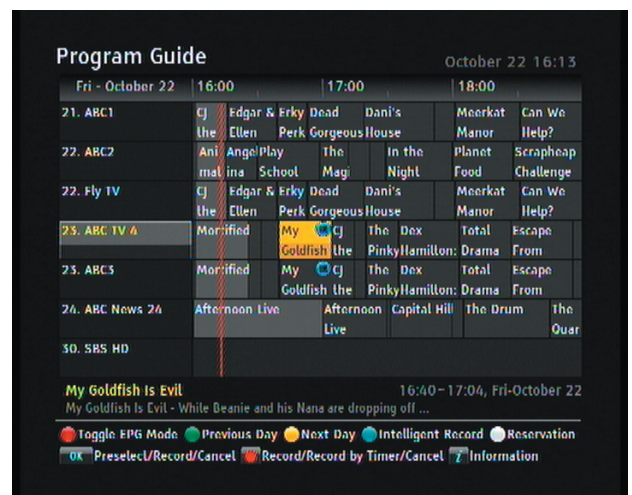 Program Guide
October 22 16:13
Fri - October 22 16:00 17:00 18:00
21. ABC1 CJ Edgar & Erky Dead Dani's Meerkat Can We
the Ellen Perk Gorgeous House Manor Help?
22. ABC2 Ani Angel Play The In the Planet Scrapheap
mal ina School Magi Night Food Challenge
22. Fly TV CJ Edgar & Erky Dead Dani's Meerkat Can We
the Ellen Perk Gorgeous House Manor Help?
23. ABC TV 4 Mortified My CJ The Dex Total Escape
Goldfish the Pinky Hamilton: Drama From
23. ABC3 Mortified My CJ The Dex Total Escape
Goldfish the Pinky Hamilton: Drama From
24. ABC News 24 Afternoon Live Afternoon Capital Hill The Drum The
Live Quar
30. SBS HD
My Goldfish Is Evil 16:40-17:04, Fri-October 22
My Goldfish Is Evil - While Beanie and his Nana are dropping off ...
Toggle EPG Mode Previous Day Next Day Intelligent Record Reservation
OK Preselect/Record/Cancel Record/Record by Timer/Cancel i Information